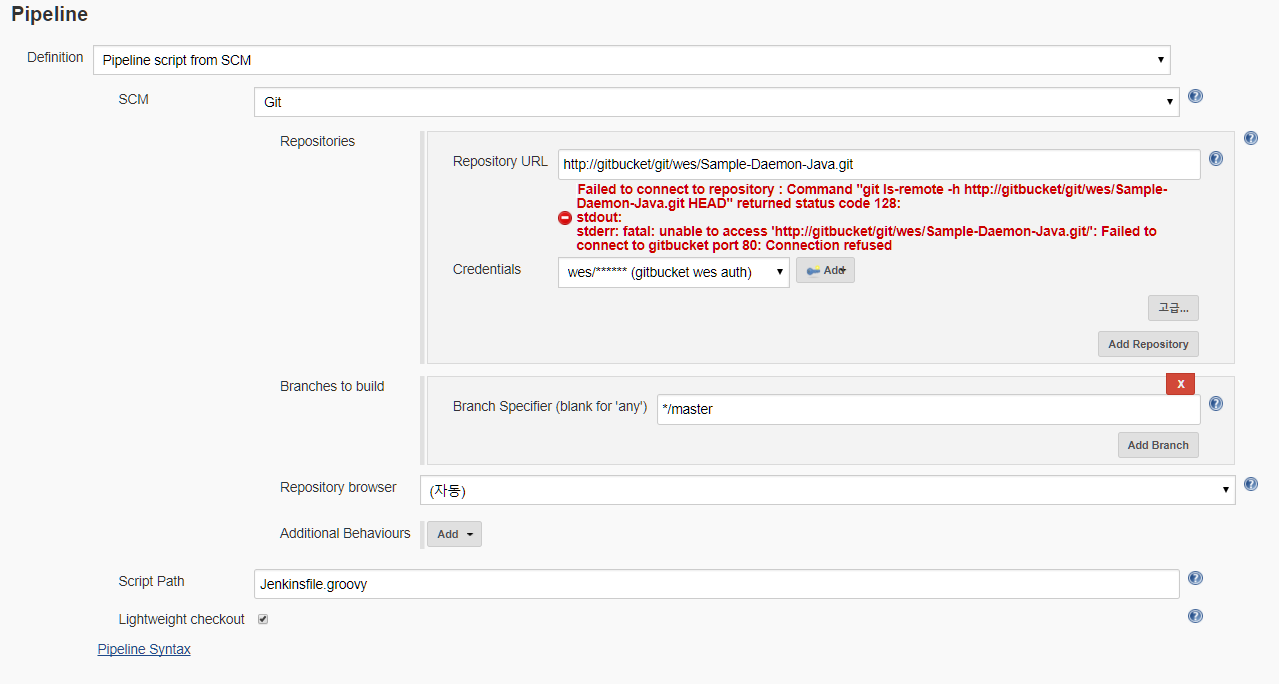 Pipeline
Definition
Pipeline script from SCM
SCM
Git
Repositories
Repository URL
http://gitbucket/git/wes/Sample-Daemon-Java.git
Failed to connect to repository : Command "git ls-remote -h http://gitbucket/git/wes/Sample-
Daemon-Java.git HEAD" returned status code 128:
stdout:
stderr: fatal: unable to access 'http://gitbucket/git/wes/Sample-Daemon-Java.git/': Failed to
connect to gitbucket port 80: Connection refused
Credentials
wes/****** (gitbucket wes auth)
Add
고급...
Add Repository
Branches to build
X
Branch Specifier (blank for 'any')
*/master
Add Branch
Repository browser
(자동)
Additional Behaviours
Add
Script Path
Jenkinsfile.groovy
Lightweight checkout
Pipeline Syntax